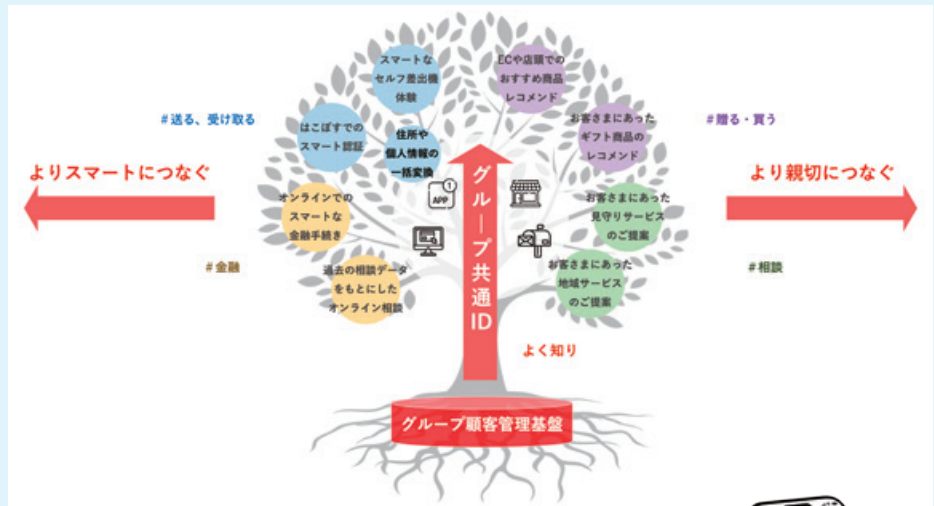 スマートな
セルフ差出機
体験
ECや店頭での
おすすめ商品
レコメンド
#送る、受け取る
はこぽすでの
スマート認証
住所や
個人情報の
一括変換
お客さまにあった
ギフト商品の
レコメンド
#贈る・買う
よりスマートにつなぐ
より親切につなぐ
オンラインでの
スマートな
金融手続き
APP
1
グループ共通ID
お客さまにあった
見守りサービス
のご提案
#金融
過去の相談データ
をもとにした
オンライン相談
お客さまにあった
地域サービス
のご提案
#相談
よく知り
グループ顧客管理基盤